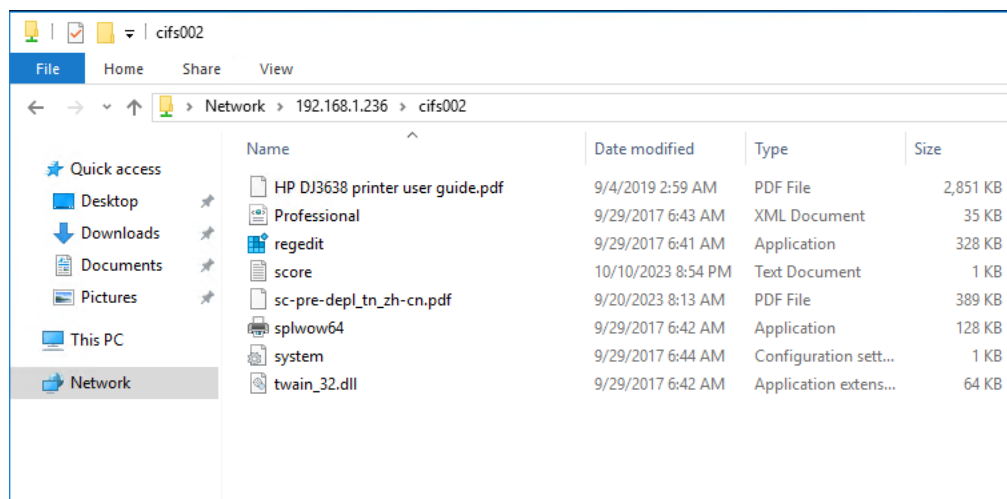 cifs002
File Home Share View
Network 192.168.1.236 cifs002
Name Date modified Type Size
Quick access
Desktop
Downloads
Documents
Pictures
This PC
Network
HP DJ3638 printer user guide.pdf 9/4/2019 2:59 AM PDF File 2,851 KB
Professional 9/29/2017 6:43 AM XML Document 35 KB
regedit 9/29/2017 6:41 AM Application 328 KB
score 10/10/2023 8:54 PM Text Document 1 KB
sc-pre-depl_tn_zh-cn.pdf 9/20/2023 8:13 AM PDF File 389 KB
splwow64 9/29/2017 6:42 AM Application 128 KB
system 9/29/2017 6:44 AM Configuration sett... 1 KB
twain_32.dll 9/29/2017 6:42 AM Application extens... 64 KB